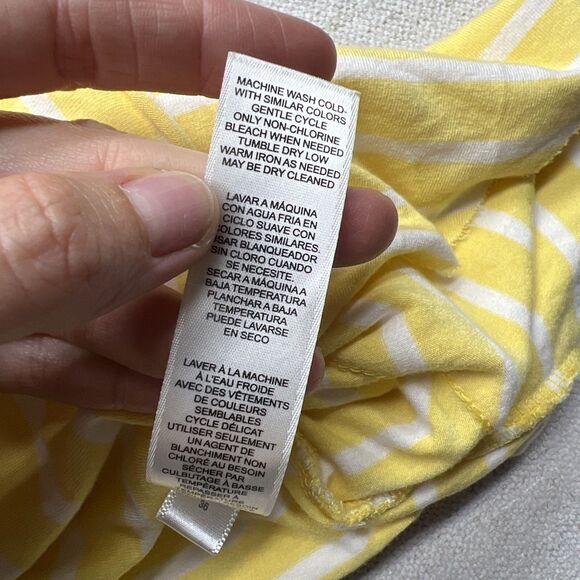 MACHINE WASH COLD-
WITH SIMILAR COLORS
GENTLE CYCLE
ONLY NON-CHLORINE
BLEACH WHEN NEEDED
TUMBLE DRY LOW
WARM IRON AS NEEDED
MAY BE DRY CLEANED
LAVAR A MÁQUINA
CON AGUA FRIA EN
CICLO SUAVE CON
COLORES SIMILARES.
USAR BLANQUEADOR
SIN CLORO CUANDO
SE NECESITE.
SECAR A MÁQUINA A
BAJA TEMPERATURA
PLANCHAR A BAJA
TEMPERATURA
PUEDE LAVARSE
EN SECO
LAVER À LA MACHINE
À L'EAU FROIDE
AVEC DES VÊTEMENTS
DE COULEURS
SEMBLABLES
CYCLE DÉLICAT
UTILISER SEULEMENT
UN AGENT DE
BLANCHIMENT NON
CHLORÉ AU BESOIN
SÉCHER PAR
CULBUTAGE À BASSE
TEMPÉRATURE
REPASSER À
36